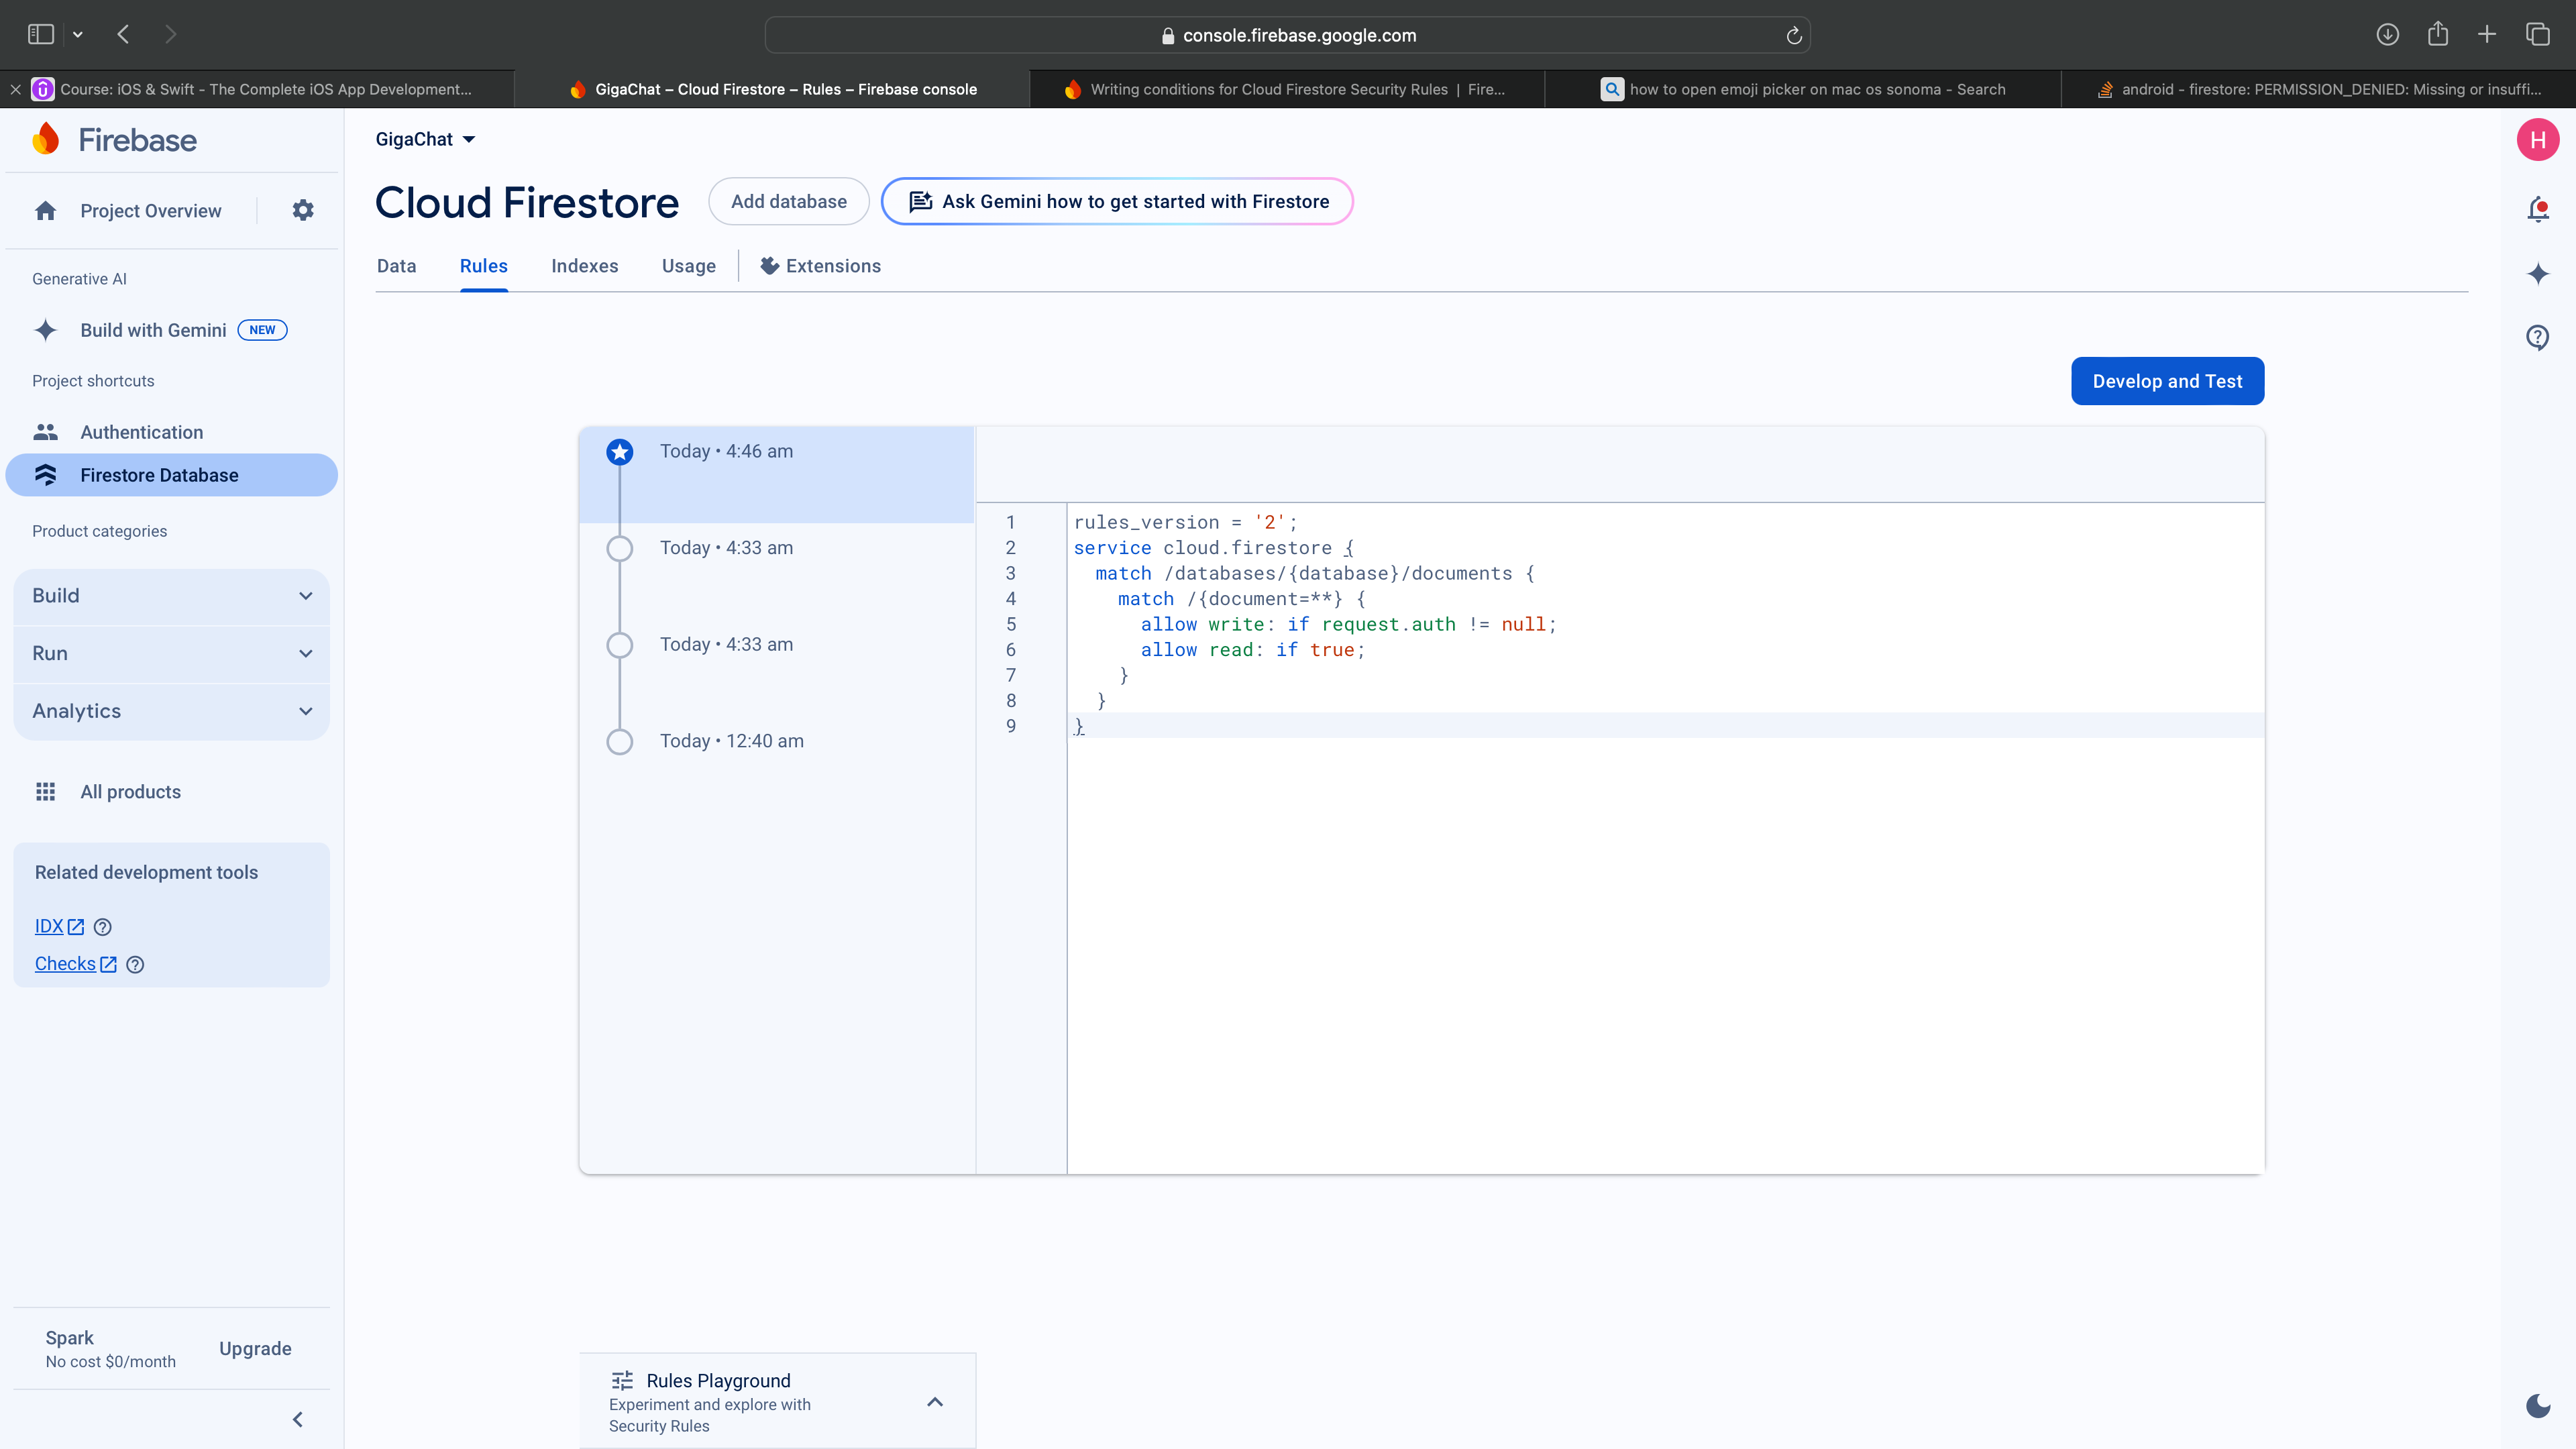 console.firebase.google.com
Course: iOS & Swift - The Complete iOS App Development...
GigaChat – Cloud Firestore – Rules – Firebase console
Writing conditions for Cloud Firestore Security Rules | Fire...
how to open emoji picker on mac os sonoma - Search
android - firestore: PERMISSION_DENIED: Missing or insuffi...
Firebase
Project Overview
Generative AI
Build with Gemini NEW
Project shortcuts
Authentication
Firestore Database
Product categories
Build
Run
Analytics
All products
Related development tools
IDX
Checks
Spark
No cost $0/month
Upgrade
GigaChat
Cloud Firestore
Add database
Ask Gemini how to get started with Firestore
Data
Rules
Indexes
Usage
Extensions
H
Develop and Test
Today • 4:46 am
Today • 4:33 am
Today • 4:33 am
Today • 12:40 am
1 rules_version = '2';
2 service cloud.firestore {
3 match /databases/{database}/documents {
4 match /{document=**} {
5 allow write: if request.auth != null;
6 allow read: if true;
7 }
8 }
9 }
Rules Playground
Experiment and explore with
Security Rules